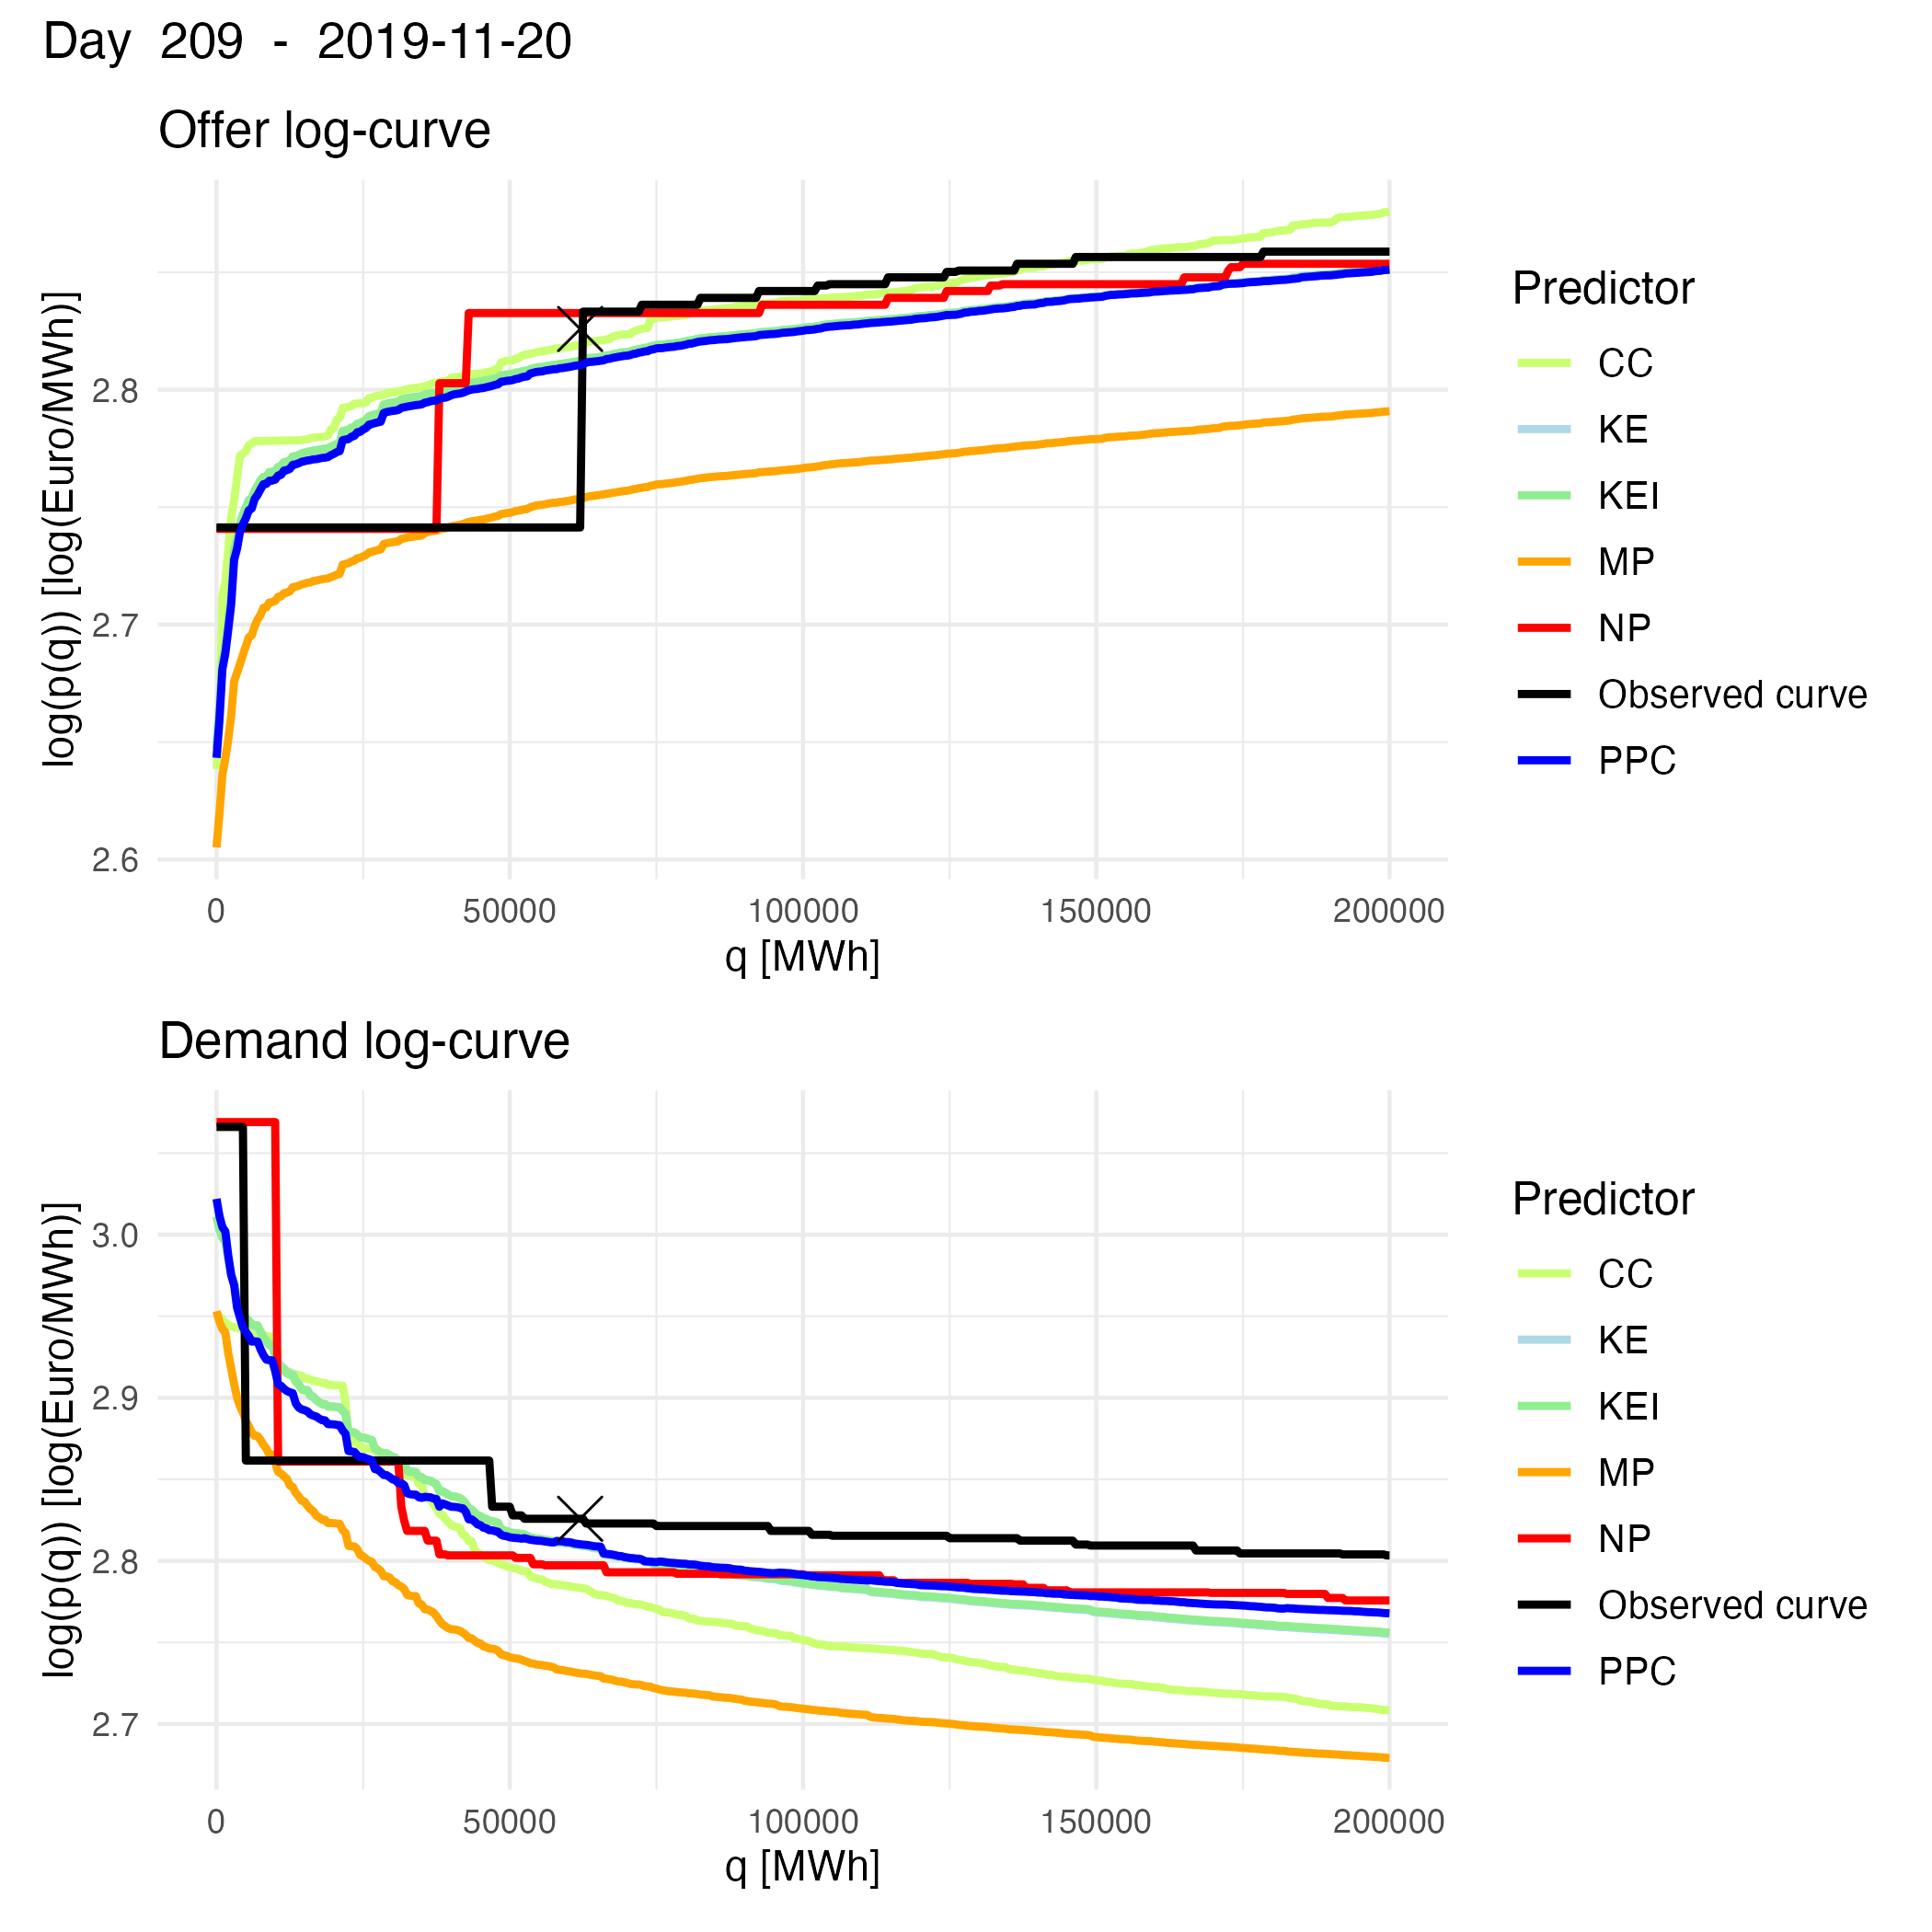 Day 209 - 2019-11-20
Offer log-curve
log(p(q)) [log(Euro/MWh)]
2.8
2.7
2.6
0
50000
100000
150000
200000
q [MWh]
Predictor
CC
KE
KEI
MP
NP
Observed curve
PPC
Demand log-curve
log(p(q)) [log(Euro/MWh)]
3.0
2.9
2.8
2.7
0
50000
100000
150000
200000
q [MWh]
Predictor
CC
KE
KEI
MP
NP
Observed curve
PPC